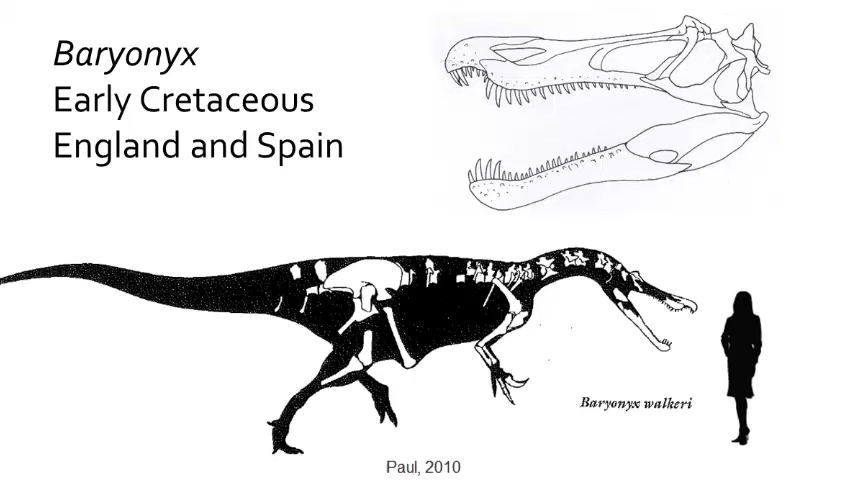 Baryonyx
Early Cretaceous
England and Spain
Baryonyx walkeri
Paul, 2010